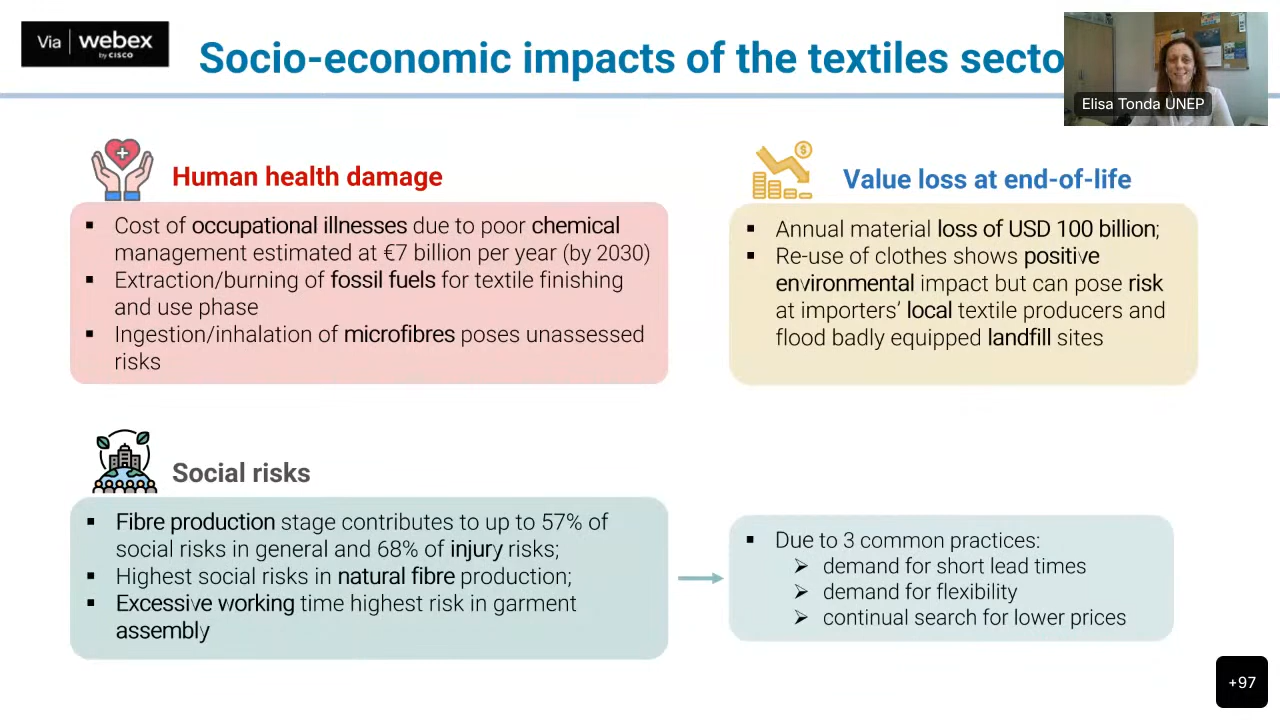 Via webex
by CISCO
Socio-economic impacts of the textiles secto
Elisa Tonda UNEP
Human health damage
▪ Cost of occupational illnesses due to poor chemical
management estimated at €7 billion per year (by 2030)
▪ Extraction/burning of fossil fuels for textile finishing
and use phase
▪ Ingestion/inhalation of microfibres poses unassessed
risks
$
Value loss at end-of-life
▪ Annual material loss of USD 100 billion;
▪ Re-use of clothes shows positive
environmental impact but can pose risk
at importers’ local textile producers and
flood badly equipped landfill sites
Social risks
▪ Fibre production stage contributes to up to 57% of
social risks in general and 68% of injury risks;
▪ Highest social risks in natural fibre production;
▪ Excessive working time highest risk in garment
assembly
▪ Due to 3 common practices:
➢ demand for short lead times
➢ demand for flexibility
➢ continual search for lower prices
+97